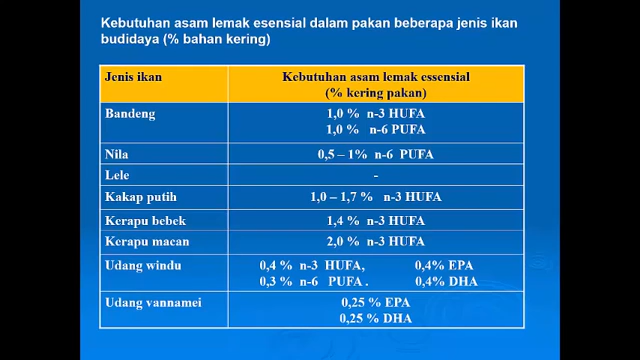 Kebutuhan asam lemak esensial dalam pakan beberapa jenis ikan
budidaya (% bahan kering)
Jenis ikan Kebutuhan asam lemak essensial
(% kering pakan)
Bandeng 1,0 % n-3 HUFA
1,0 % n-6 PUFA
Nila 0,5 – 1% n-6 PUFA
Lele -
Kakap putih 1,0 – 1,7 % n-3 HUFA
Kerapu bebek 1,4 % n-3 HUFA
Kerapu macan 2,0 % n-3 HUFA
Udang windu 0,4 % n-3 HUFA, 0,4% EPA
0,3 % n-6 PUFA . 0,4% DHA
Udang vannamei 0,25 % EPA
0,25 % DHA